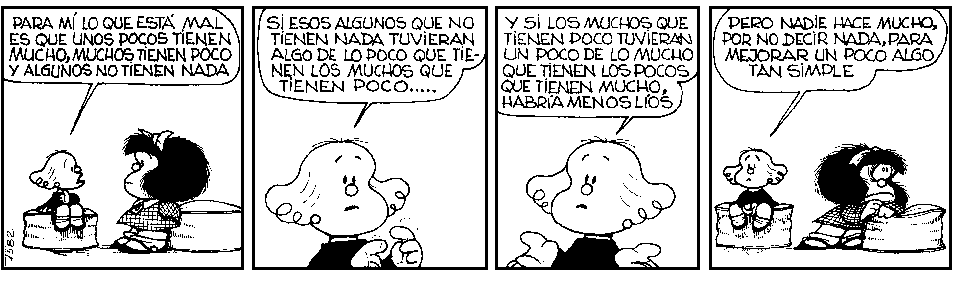 PARA MÍ LO QUE ESTÁ MAL
ES QUE UNOS POCOS TIENEN
MUCHO, MUCHOS TIENEN POCO
Y ALGUNOS NO TIENEN NADA
SI ESOS ALGUNOS QUE NO
TIENEN NADA TUVIERAN
ALGO DE LO POCO QUE TIE-
NEN LOS MUCHOS QUE
TIENEN POCO.....
Y SI LOS MUCHOS QUE
TIENEN POCO TUVIERAN
UN POCO DE LO MUCHO
QUE TIENEN LOS POCOS
QUE TIENEN MUCHO,
HABRÍA MENOS LÍOS
PERO NADIE HACE MUCHO,
POR NO DECIR NADA, PARA
MEJORAR UN POCO ALGO
TAN SIMPLE
1582